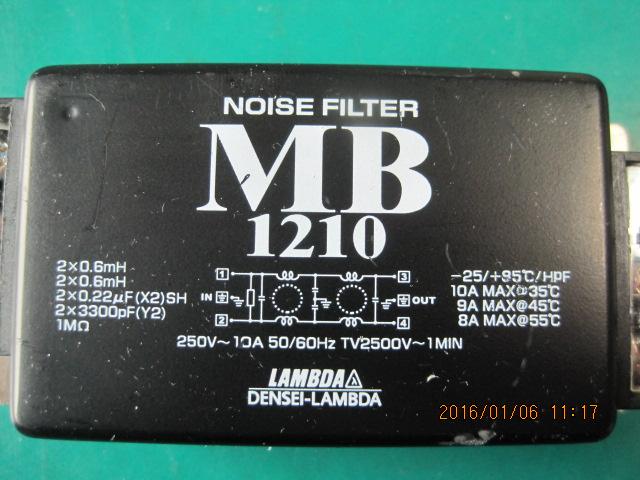 NOISE FILTER
MB
1210
2×0.6mH
2×0.6mH
2×0.22µF(X2)SH
2×3300pF(Y2)
1MΩ
1 3
IN OUT
2 4
-25/+95℃/HPF
10A MAX@35℃
9A MAX@45℃
8A MAX@55℃
250V~10A 50/60Hz TV2500V~1MIN
LAMBDA
DENSEI-LAMBDA
2016/01/06 11:17